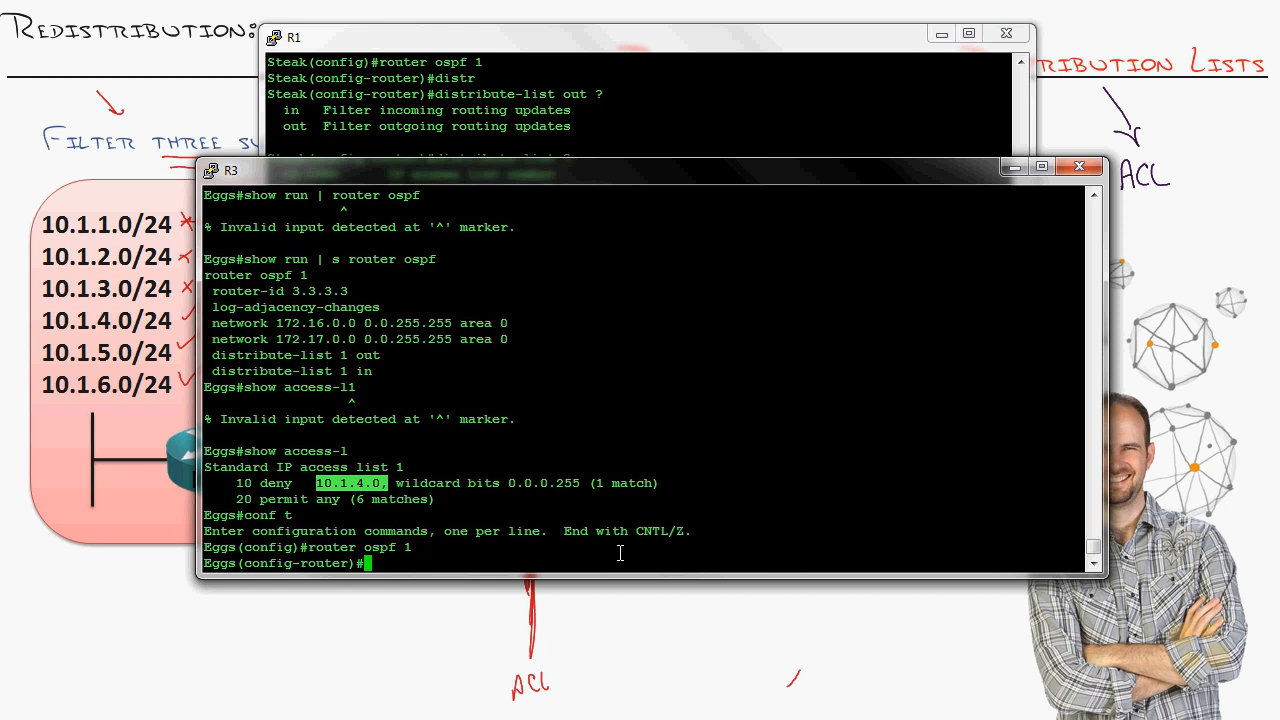 REDISTRIBUTION:
R1
Steak(config)#router ospf 1
Steak(config-router)#distr
Steak(config-router)#distribute-list out ?
in Filter incoming routing updates
out Filter outgoing routing updates
RIBUTION LISTS
FILTER THREE SU
ACL
10.1.1.0/24
10.1.2.0/24
10.1.3.0/24
10.1.4.0/24
10.1.5.0/24
10.1.6.0/24
R3
Eggs#show run | router ospf
^
% Invalid input detected at '^' marker.
Eggs#show run | s router ospf
router ospf 1
router-id 3.3.3.3
log-adjacency-changes
network 172.16.0.0 0.0.255.255 area 0
network 172.17.0.0 0.0.255.255 area 0
distribute-list 1 out
distribute-list 1 in
Eggs#show access-l1
^
% Invalid input detected at '^' marker.
Eggs#show access-l
Standard IP access list 1
10 deny 10.1.4.0, wildcard bits 0.0.0.255 (1 match)
20 permit any (6 matches)
Eggs#conf t
Enter configuration commands, one per line. End with CNTL/Z.
Eggs(config)#router ospf 1
Eggs(config-router)#
ACL